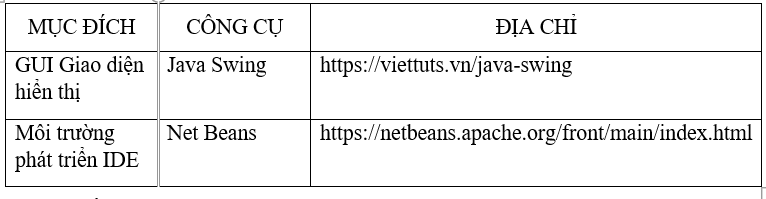 MỤC ĐÍCH CÔNG CỤ ĐỊA CHỈ
GUI Giao diện Java Swing https://viettuts.vn/java-swing
hiển thị
Môi trường Net Beans https://netbeans.apache.org/front/main/index.html
phát triển IDE